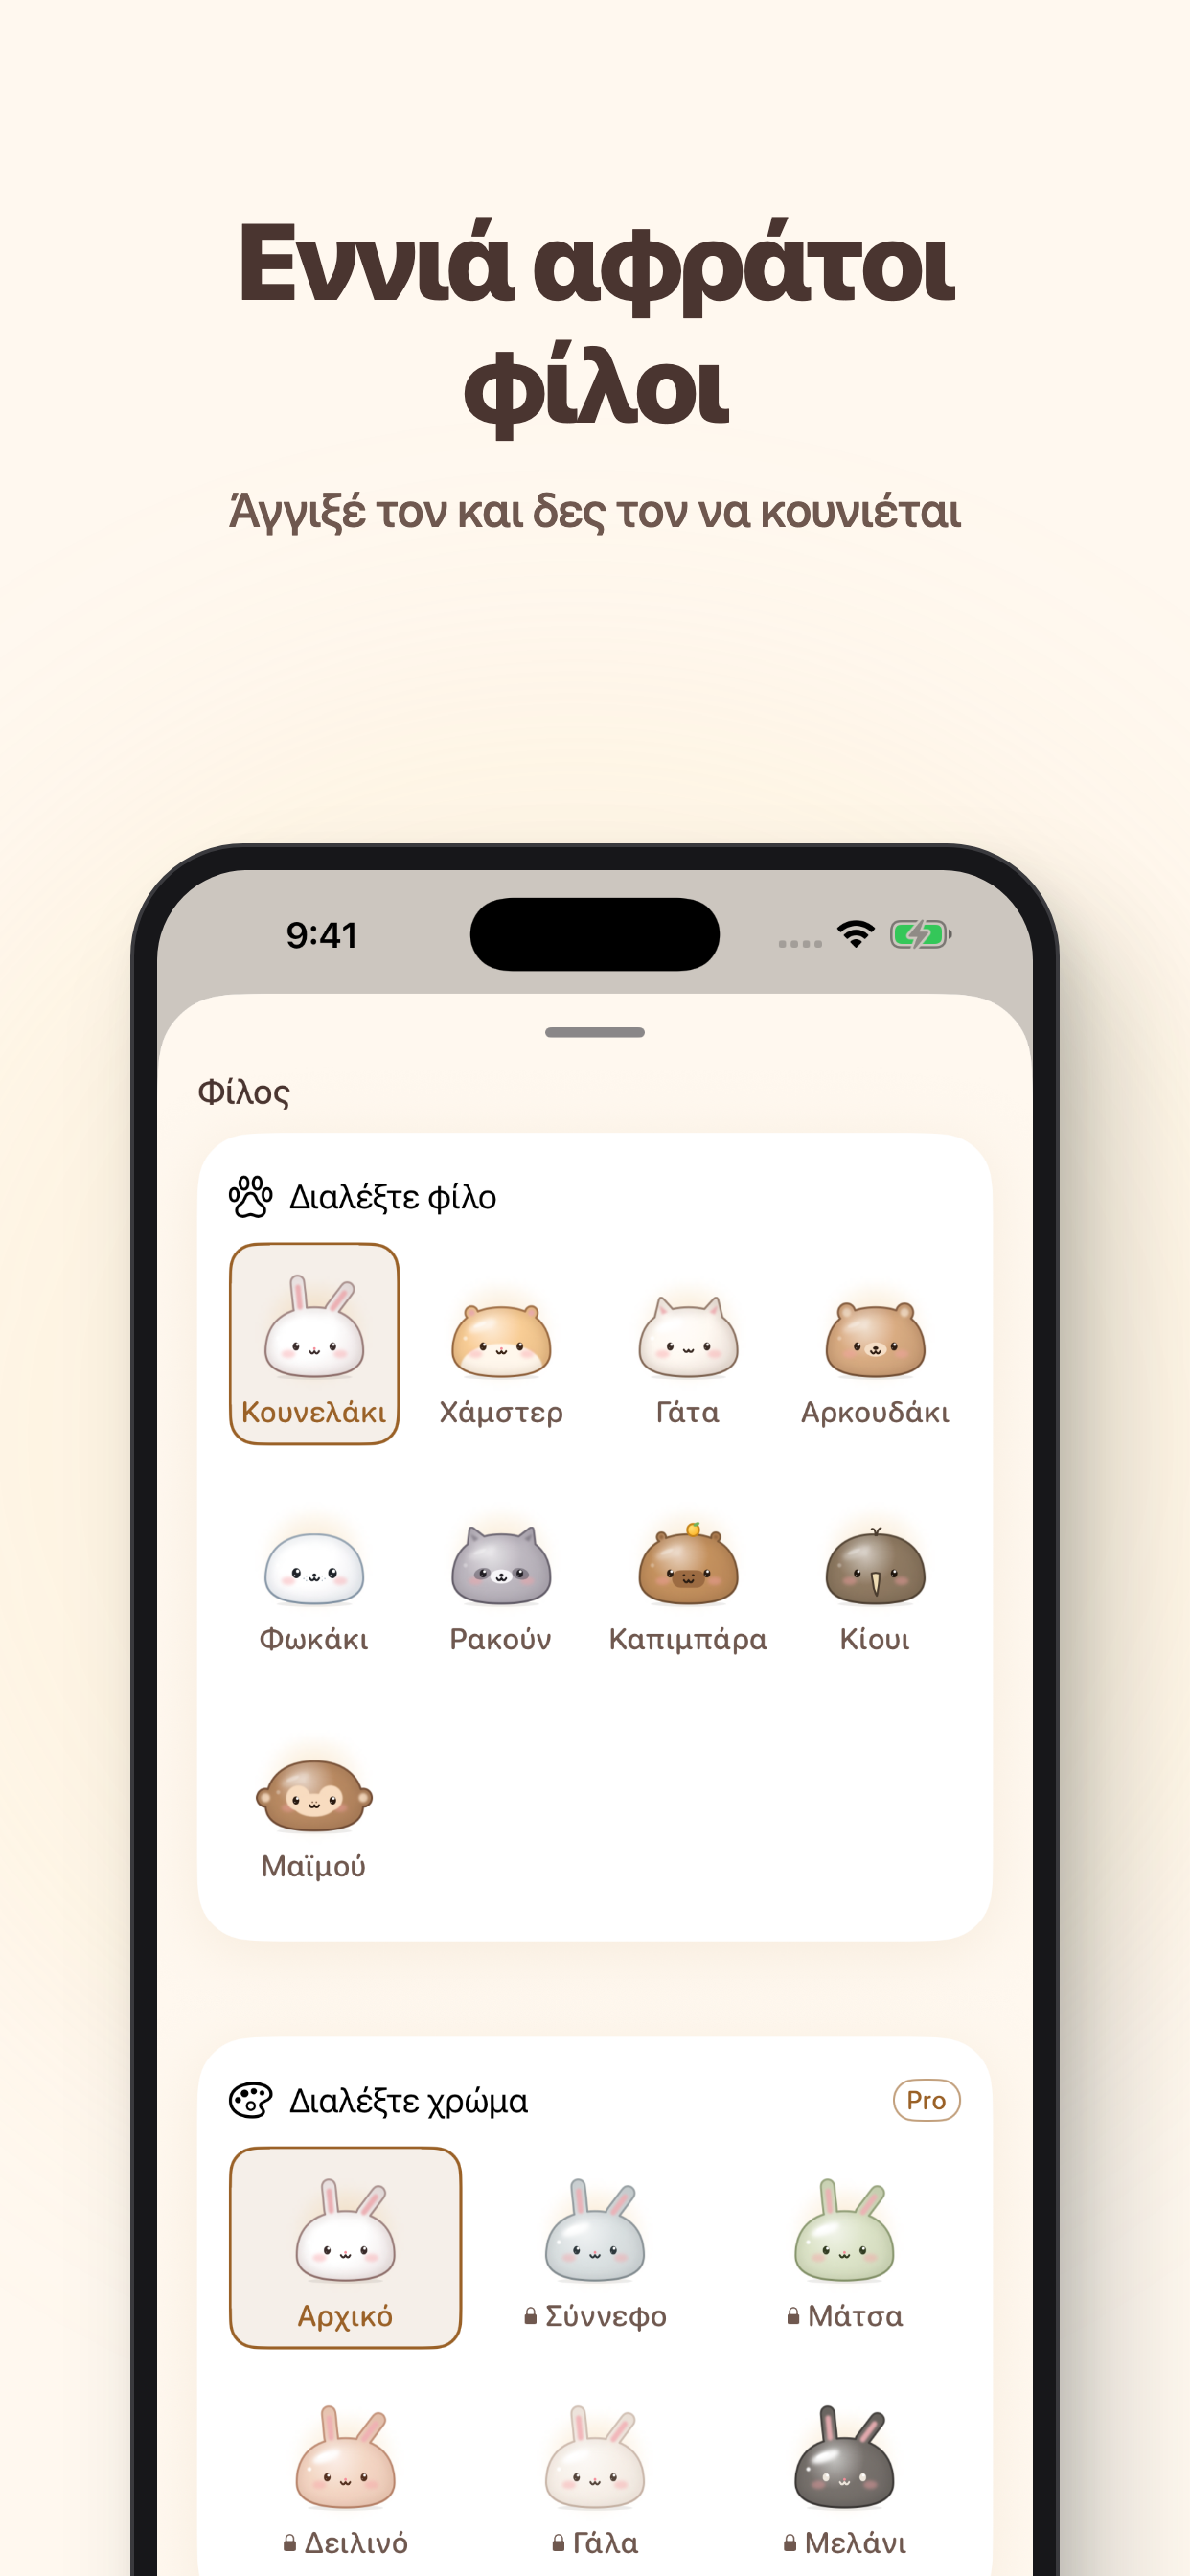 Εννιά αφράτοι
φίλοι
Άγγιξέ τον και δες τον να κουνιέται
9:41
Φίλος
Διαλέξτε φίλο
Κουνελάκι Χάμστερ Γάτα Αρκουδάκι
Φωκάκι Ρακούν Καπιμπάρα Κίουι
Μαϊμού
Διαλέξτε χρώμα Pro
Αρχικό Σύννεφο Μάτσα
Δειλινό Γάλα Μελάνι